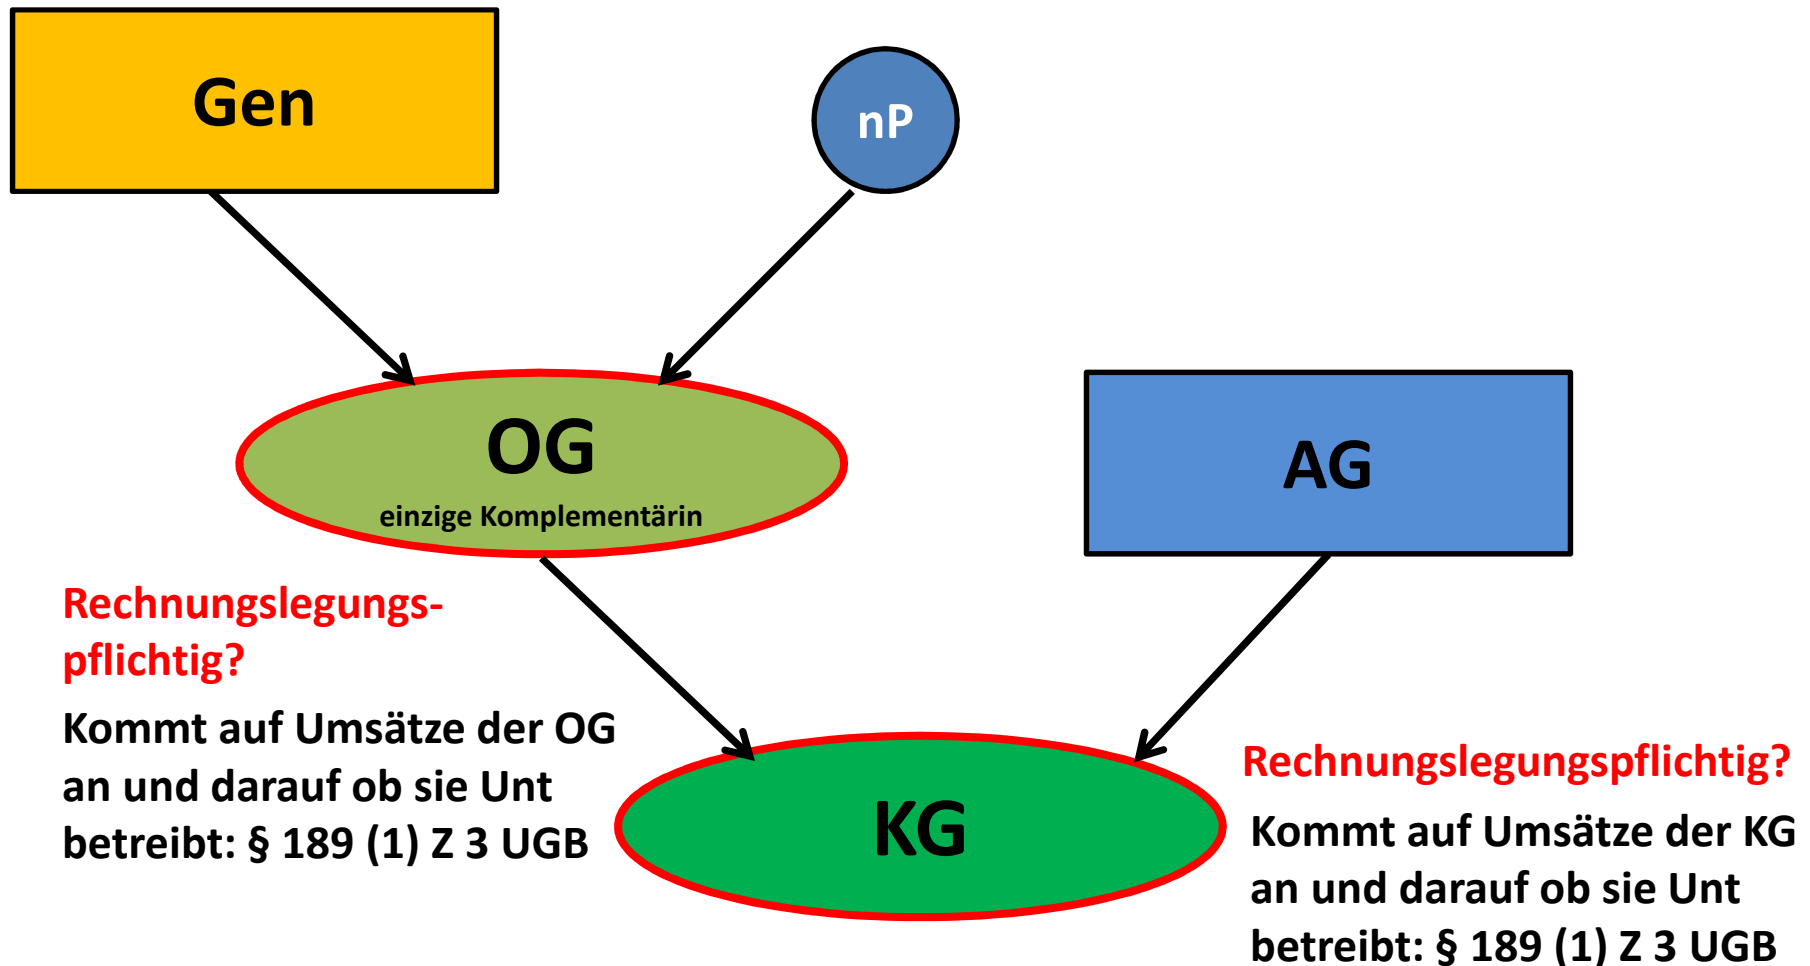 Gen
nP
OG
einzige Komplementärin
AG
Rechnungslegungs-
pflichtig?
Kommt auf Umsätze der OG
an und darauf ob sie Unt
betreibt: § 189 (1) Z 3 UGB
KG
Rechnungslegungspflichtig?
Kommt auf Umsätze der KG
an und darauf ob sie Unt
betreibt: § 189 (1) Z 3 UGB